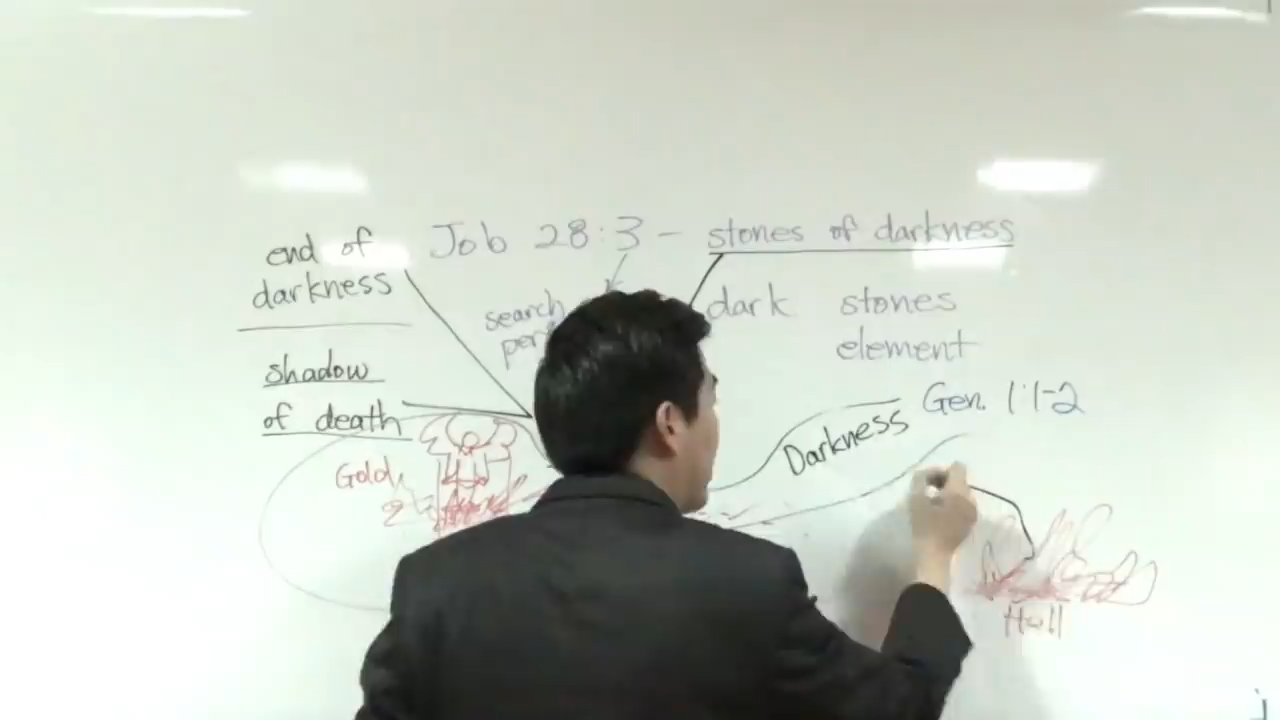 Job 28:3 - stones of darkness
end of
darkness
search
dark stones
element
shadow
of death
Gen. 1:1-2
Darkness
Gold
Hell